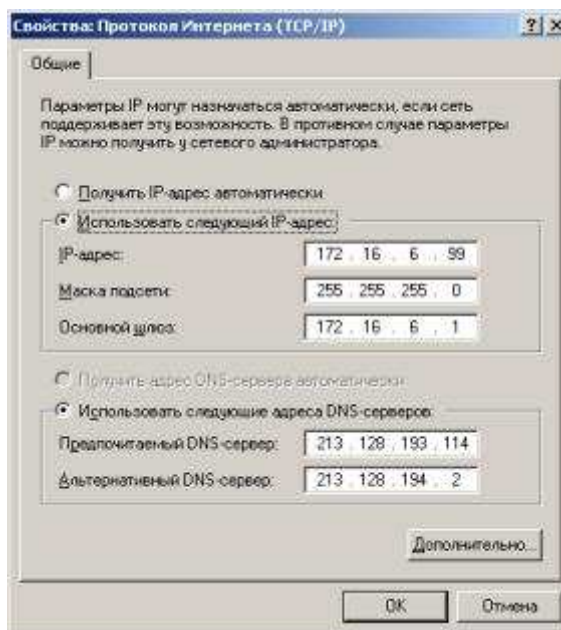 Свойства: Протокол Интернета (TCP/IP)
Общие
Параметры IP могут назначаться автоматически, если сеть
поддерживает эту возможность. В противном случае параметры
IP можно получить у сетевого администратора.
Получить IP-адрес автоматически
Использовать следующий IP-адрес:
IP-адрес: 172 . 16 . 6 . 99
Маска подсети: 255 . 255 . 255 . 0
Основной шлюз: 172 . 16 . 6 . 1
Получить адрес DNS-сервера автоматически
Использовать следующие адреса DNS-серверов:
Предпочитаемый DNS-сервер: 213 . 128 . 193 . 114
Альтернативный DNS-сервер: 213 . 128 . 194 . 2
Дополнительно...
OK Отмена